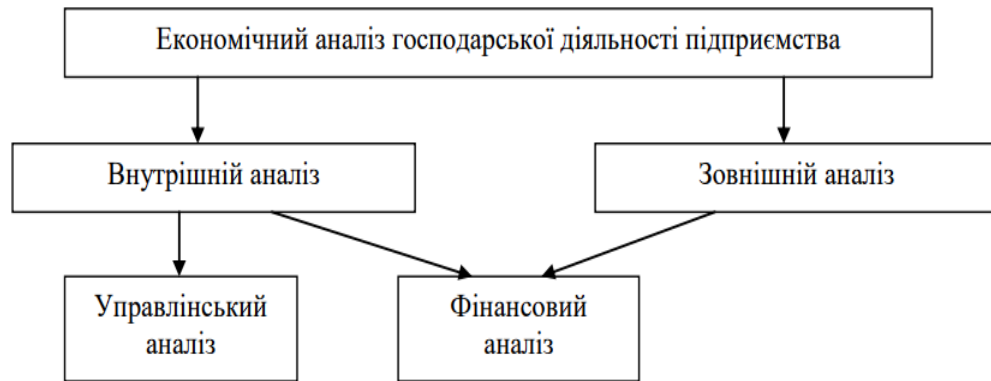 Економічний аналіз господарської діяльності підприємства
Внутрішній аналіз
Зовнішній аналіз
Управлінський
аналіз
Фінансовий
аналіз